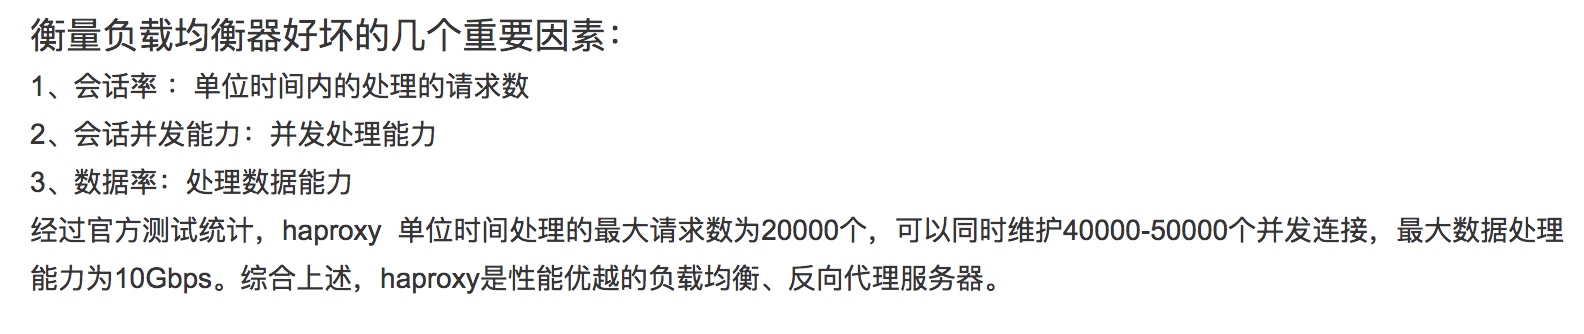 衡量负载均衡器好坏的几个重要因素：
1、会话率 ：单位时间内的处理的请求数
2、会话并发能力：并发处理能力
3、数据率：处理数据能力
经过官方测试统计，haproxy  单位时间处理的最大请求数为20000个，可以同时维护40000-50000个并发连接，最大数据处理
能力为10Gbps。综合上述，haproxy是性能优越的负载均衡、反向代理服务器。